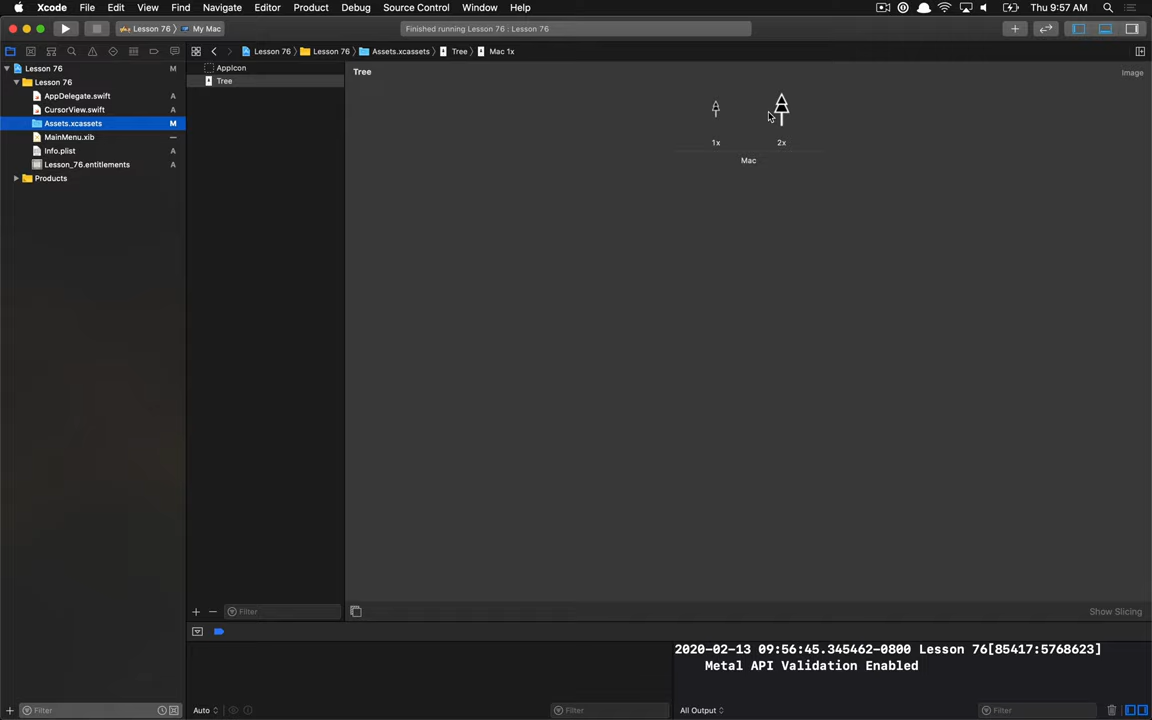 Xcode File Edit View Find Navigate Editor Product Debug Source Control Window Help Thu 9:57 AM
Lesson 76 My Mac Finished running Lesson 76 : Lesson 76
Lesson 76 Lesson 76 Assets.xcassets Tree Mac 1x
Lesson 76 M
Lesson 76
AppDelegate.swift A
CursorView.swift A
Assets.xcassets M
MainMenu.xib —
Info.plist A
Lesson_76.entitlements A
Products
AppIcon
Tree
Tree Image
1x 2x
Mac
Filter Show Slicing
2020-02-13 09:56:45.345462-0800 Lesson 76[85417:5768623]
Metal API Validation Enabled
Filter Auto Filter All Output Filter